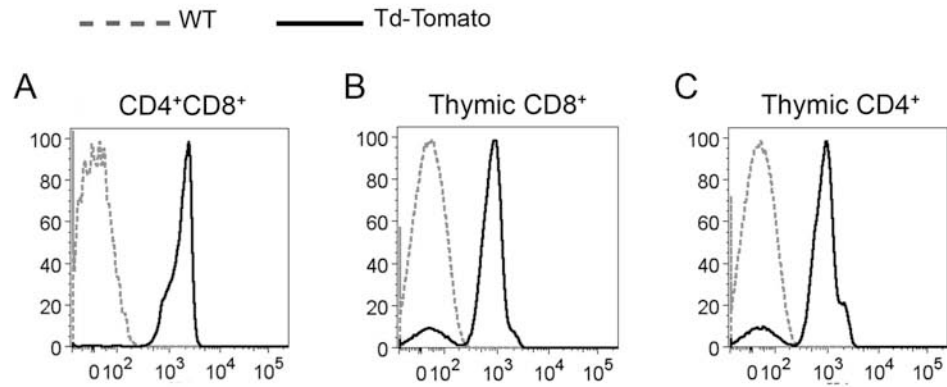 WT Td-Tomato
A B C
CD4⁺CD8⁺ Thymic CD8⁺ Thymic CD4⁺
100 100 100
80 80 80
60 60 60
40 40 40
20 20 20
0 0 0
0 10² 10³ 10⁴ 10⁵ 0 10² 10³ 10⁴ 10⁵ 0 10² 10³ 10⁴ 10⁵